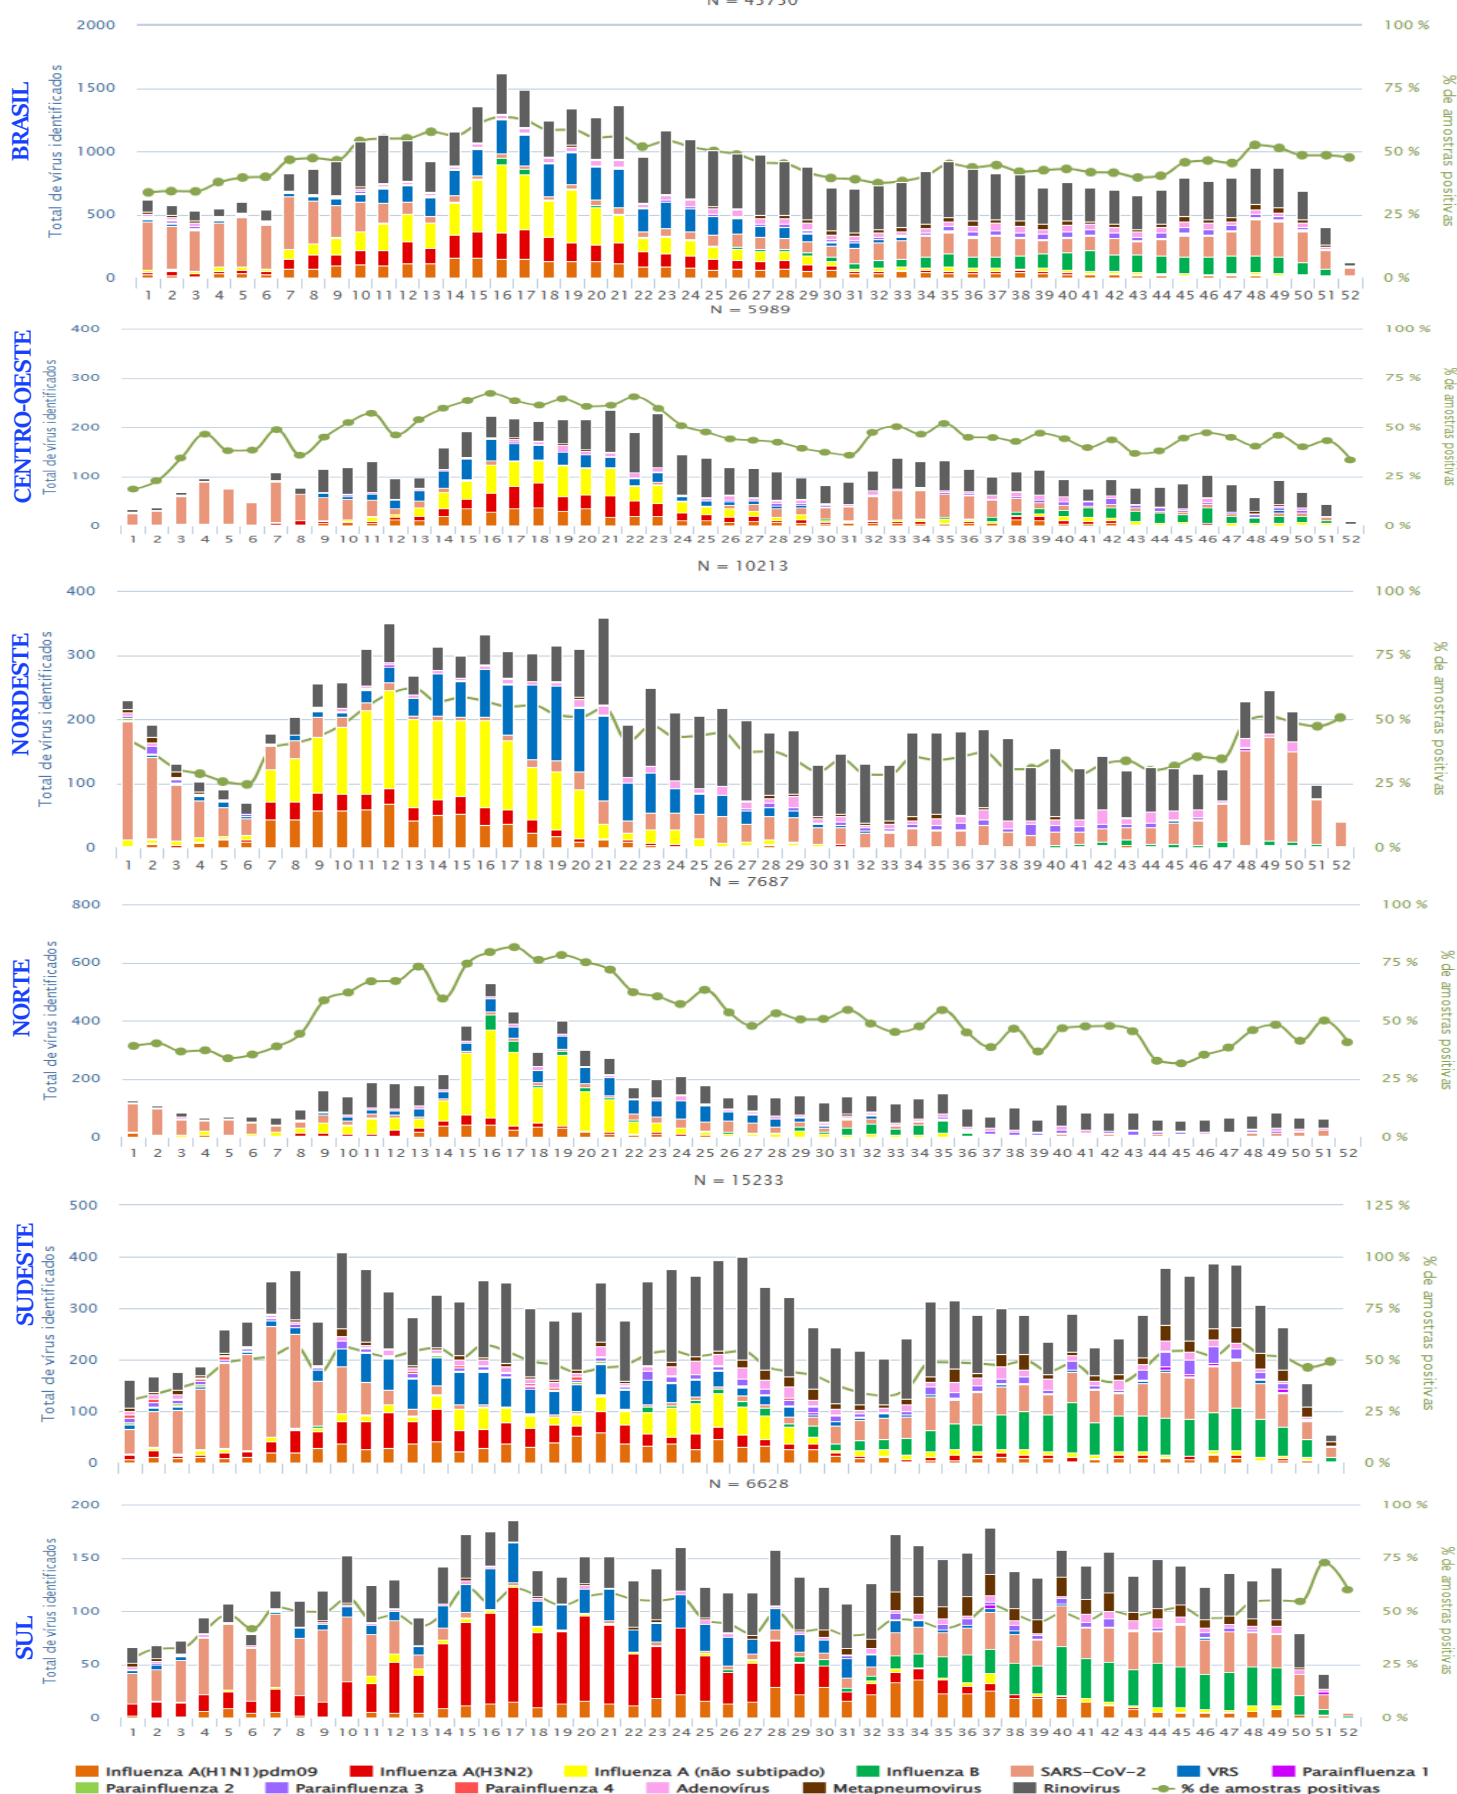 N = 45750
BRASIL
Total de vírus identificados
2000
1500
1000
500
0
100 %
75 %
50 %
25 %
0 %
% de amostras positivas
1 2 3 4 5 6 7 8 9 10 11 12 13 14 15 16 17 18 19 20 21 22 23 24 25 26 27 28 29 30 31 32 33 34 35 36 37 38 39 40 41 42 43 44 45 46 47 48 49 50 51 52
N = 5989
CENTRO-OESTE
Total de vírus identificados
400
300
200
100
0
100 %
75 %
50 %
25 %
0 %
% de amostras positivas
1 2 3 4 5 6 7 8 9 10 11 12 13 14 15 16 17 18 19 20 21 22 23 24 25 26 27 28 29 30 31 32 33 34 35 36 37 38 39 40 41 42 43 44 45 46 47 48 49 50 51 52
N = 10213
NORDESTE
Total de vírus identificados
400
300
200
100
0
100 %
75 %
50 %
25 %
0 %
% de amostras positivas
1 2 3 4 5 6 7 8 9 10 11 12 13 14 15 16 17 18 19 20 21 22 23 24 25 26 27 28 29 30 31 32 33 34 35 36 37 38 39 40 41 42 43 44 45 46 47 48 49 50 51 52
N = 7687
NORTE
Total de vírus identificados
800
600
400
200
0
100 %
75 %
50 %
25 %
0 %
% de amostras positivas
1 2 3 4 5 6 7 8 9 10 11 12 13 14 15 16 17 18 19 20 21 22 23 24 25 26 27 28 29 30 31 32 33 34 35 36 37 38 39 40 41 42 43 44 45 46 47 48 49 50 51 52
N = 15233
SUDESTE
Total de vírus identificados
500
400
300
200
100
0
125 %
100 %
75 %
50 %
25 %
0 %
% de amostras positivas
1 2 3 4 5 6 7 8 9 10 11 12 13 14 15 16 17 18 19 20 21 22 23 24 25 26 27 28 29 30 31 32 33 34 35 36 37 38 39 40 41 42 43 44 45 46 47 48 49 50 51 52
N = 6628
SUL
Total de vírus identificados
200
150
100
50
0
100 %
75 %
50 %
25 %
0 %
% de amostras positivas
1 2 3 4 5 6 7 8 9 10 11 12 13 14 15 16 17 18 19 20 21 22 23 24 25 26 27 28 29 30 31 32 33 34 35 36 37 38 39 40 41 42 43 44 45 46 47 48 49 50 51 52
Influenza A(H1N1)pdm09 Influenza A(H3N2) Influenza A (não subtipado) Influenza B SARS-CoV-2 VRS Parainfluenza 1
Parainfluenza 2 Parainfluenza 3 Parainfluenza 4 Adenovírus Metapneumovirus Rinovirus % de amostras positivas